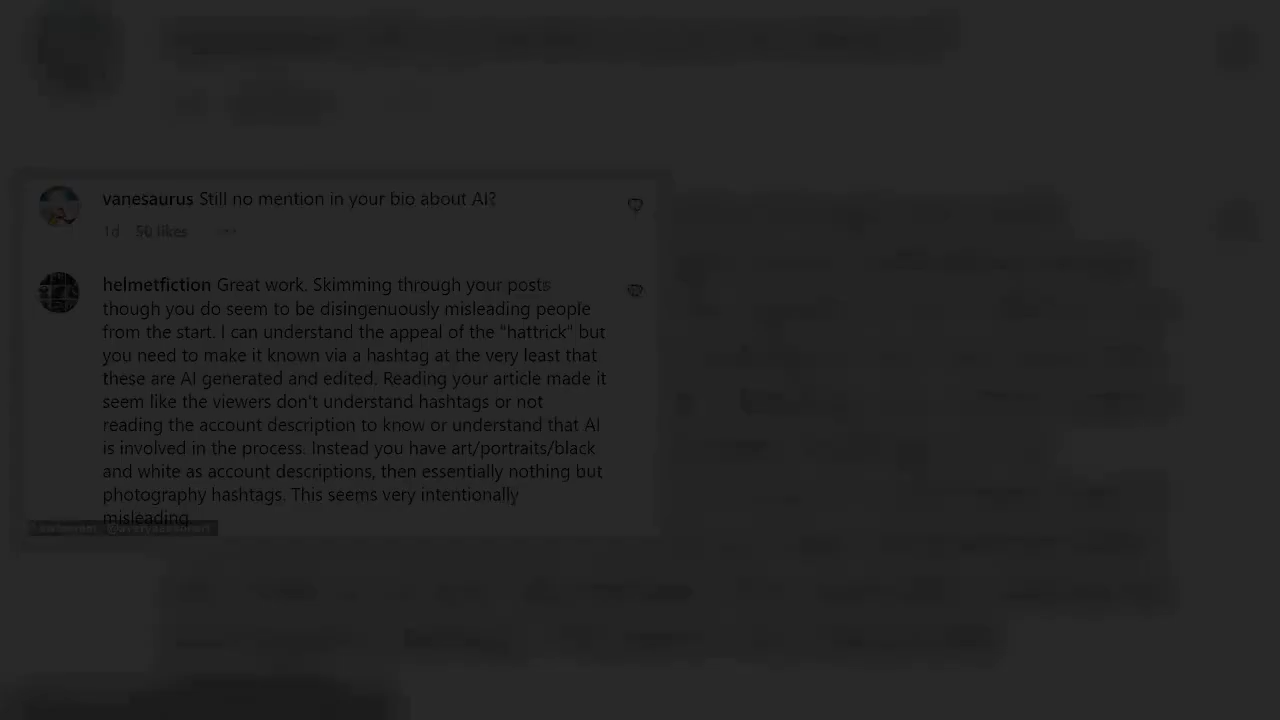 vanesaurus Still no mention in your bio about AI?
1d 50 likes ...
helmetfiction Great work. Skimming through your posts
though you do seem to be disingenuously misleading people
from the start. I can understand the appeal of the "hattrick" but
you need to make it known via a hashtag at the very least that
these are AI generated and edited. Reading your article made it
seem like the viewers don't understand hashtags or not
reading the account description to know or understand that AI
is involved in the process. Instead you have art/portraits/black
and white as account descriptions, then essentially nothing but
photography hashtags. This seems very intentionally
misleading.